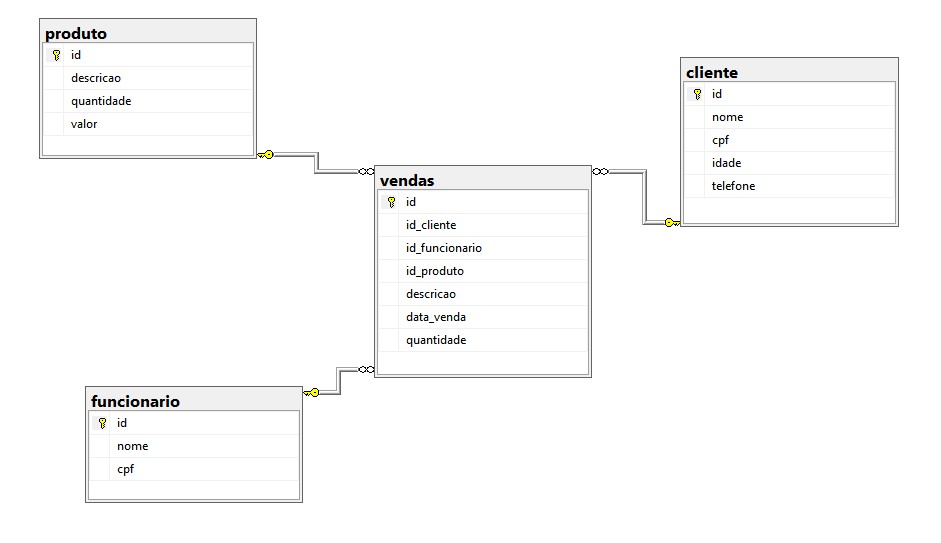 produto
id
descricao
quantidade
valor
cliente
id
nome
cpf
idade
telefone
vendas
id
id_cliente
id_funcionario
id_produto
descricao
data_venda
quantidade
funcionario
id
nome
cpf